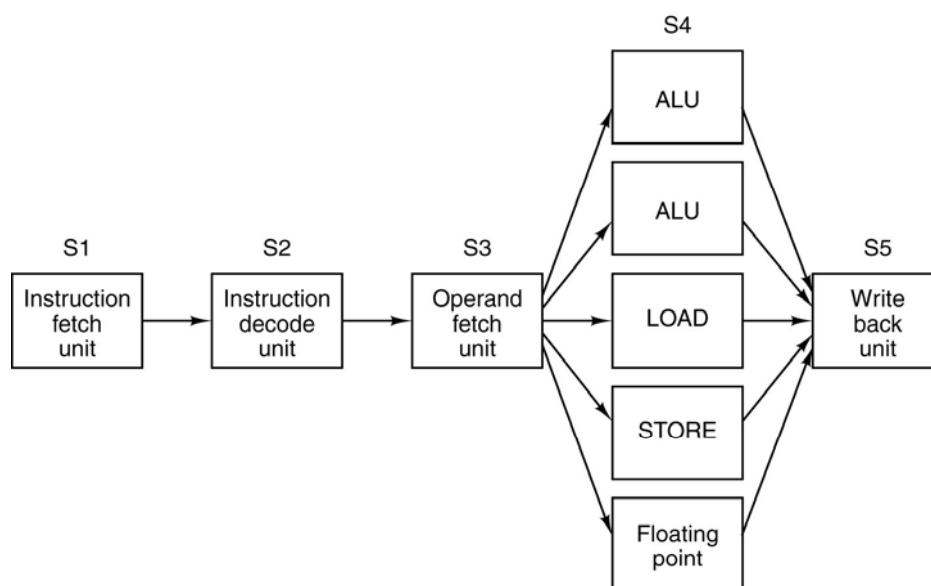 S4
ALU
ALU
S1
S2
S3
S5
Instruction
fetch
unit
Instruction
decode
unit
Operand
fetch
unit
LOAD
Write
back
unit
STORE
Floating
point